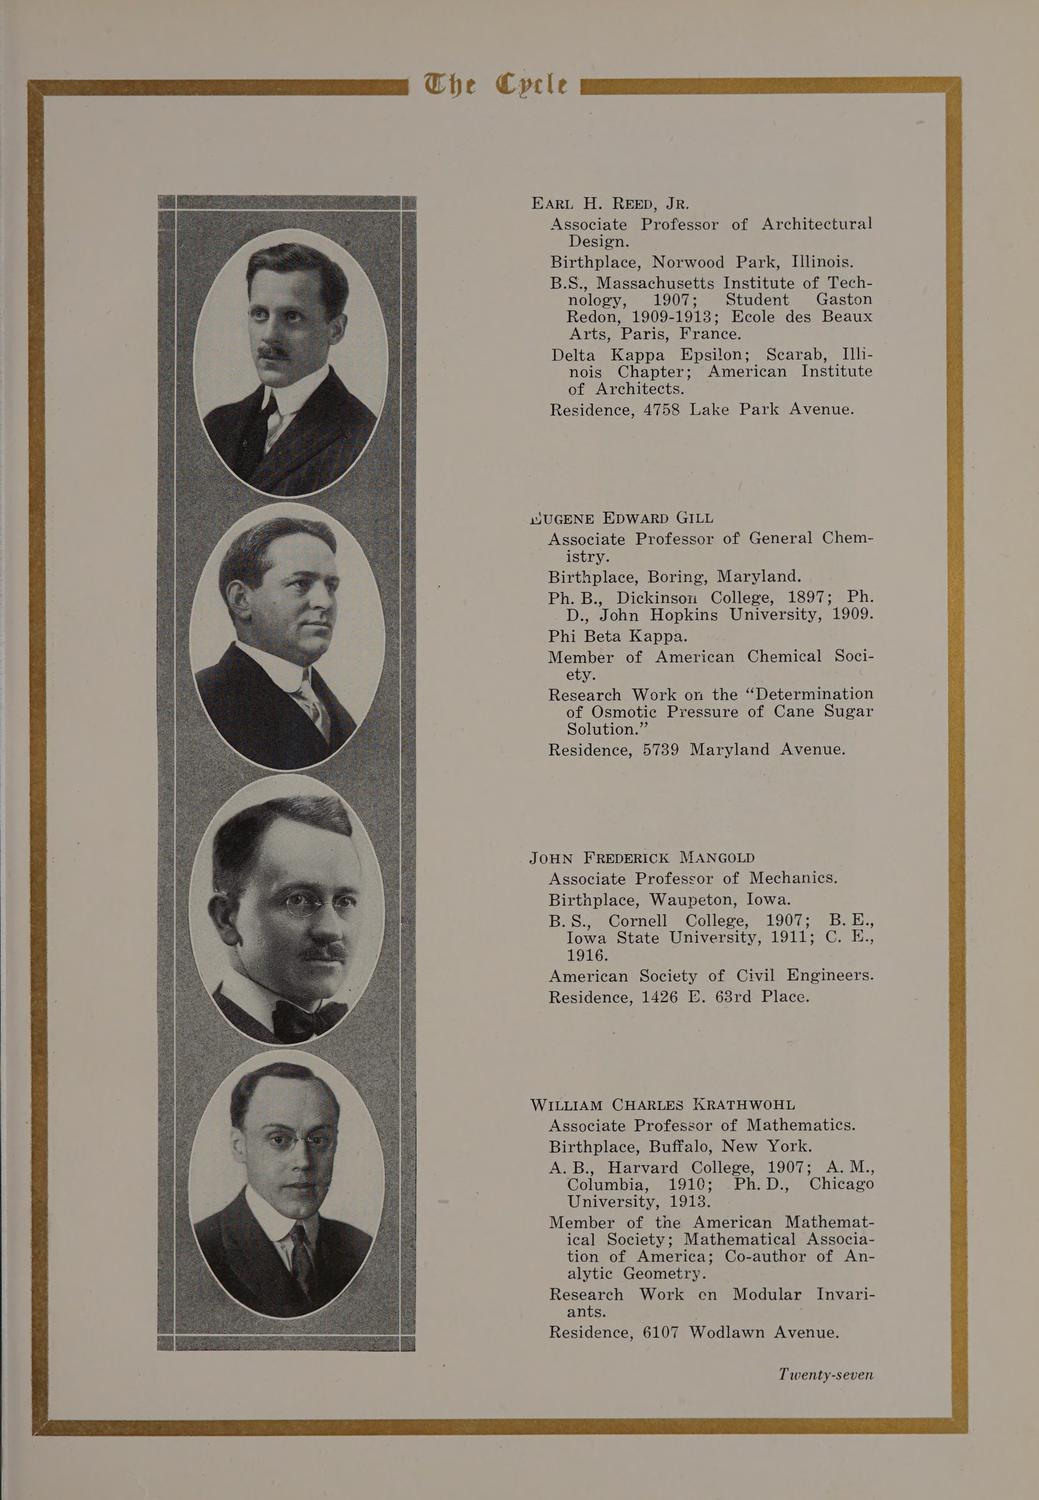 The Cycle
EARL H. REED, JR.
Associate Professor of Architectural
Design.
Birthplace, Norwood Park, Illinois.
B.S., Massachusetts Institute of Tech-
nology, 1907; Student Gaston
Redon, 1909-1913; Ecole des Beaux
Arts, Paris, France.
Delta Kappa Epsilon; Scarab, Illi-
nois Chapter; American Institute
of Architects.
Residence, 4758 Lake Park Avenue.
EUGENE EDWARD GILL
Associate Professor of General Chem-
istry.
Birthplace, Boring, Maryland.
Ph. B., Dickinson College, 1897; Ph.
D., John Hopkins University, 1909.
Phi Beta Kappa.
Member of American Chemical Soci-
ety.
Research Work on the “Determination
of Osmotic Pressure of Cane Sugar
Solution.”
Residence, 5739 Maryland Avenue.
JOHN FREDERICK MANGOLD
Associate Professor of Mechanics.
Birthplace, Waupeton, Iowa.
B. S., Cornell College, 1907; B. E.,
Iowa State University, 1911; C. E.,
1916.
American Society of Civil Engineers.
Residence, 1426 E. 63rd Place.
WILLIAM CHARLES KRATHWOHL
Associate Professor of Mathematics.
Birthplace, Buffalo, New York.
A. B., Harvard College, 1907; A. M.,
Columbia, 1910; Ph. D., Chicago
University, 1913.
Member of the American Mathemat-
ical Society; Mathematical Associa-
tion of America; Co-author of An-
alytic Geometry.
Research Work on Modular Invari-
ants.
Residence, 6107 Wodlawn Avenue.
Twenty-seven